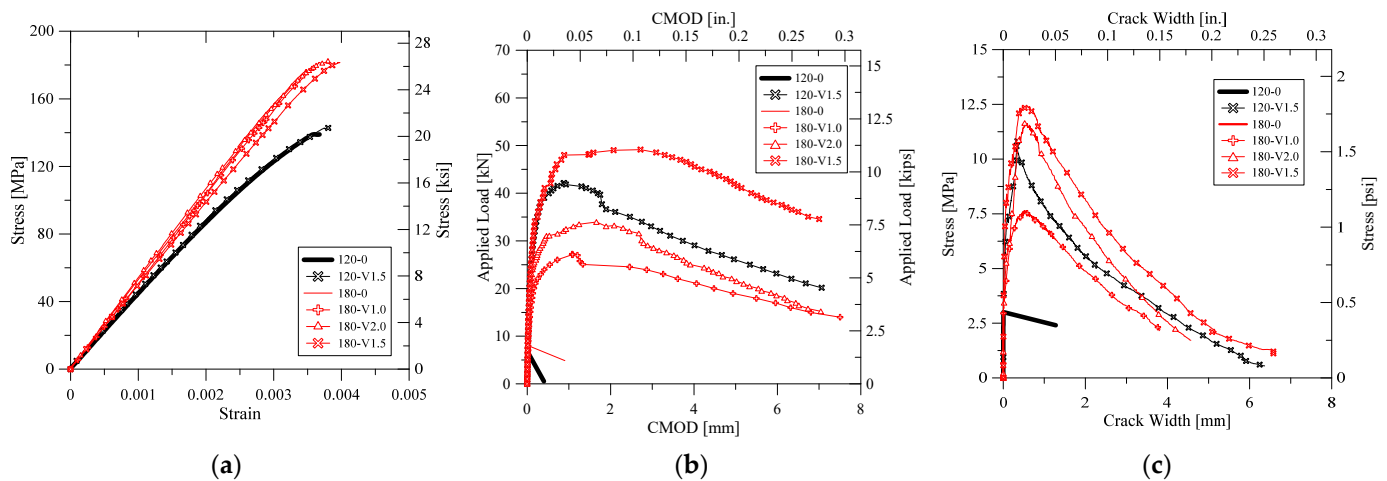 200
160
120
80
40
0
Stress [MPa]
28
24
20
16
12
8
4
0
Stress [ksi]
120-0
120-V1.5
180-0
180-V1.0
180-V2.0
180-V1.5
0 0.001 0.002 0.003 0.004 0.005
Strain
(a)
CMOD [in.]
0 0.05 0.1 0.15 0.2 0.25 0.3
70
60
50
40
30
20
10
0
Applied Load [kN]
15
12.5
10
7.5
5
2.5
0
Applied Load [kips]
120-0
120-V1.5
180-0
180-V1.0
180-V2.0
180-V1.5
0 2 4 6 8
CMOD [mm]
(b)
Crack Width [in.]
0 0.05 0.1 0.15 0.2 0.25 0.3
15
12.5
10
7.5
5
2.5
0
Stress [MPa]
2
1.5
1
0.5
0
Stress [psi]
120-0
120-V1.5
180-0
180-V1.0
180-V2.0
180-V1.5
0 2 4 6 8
Crack Width [mm]
(c)